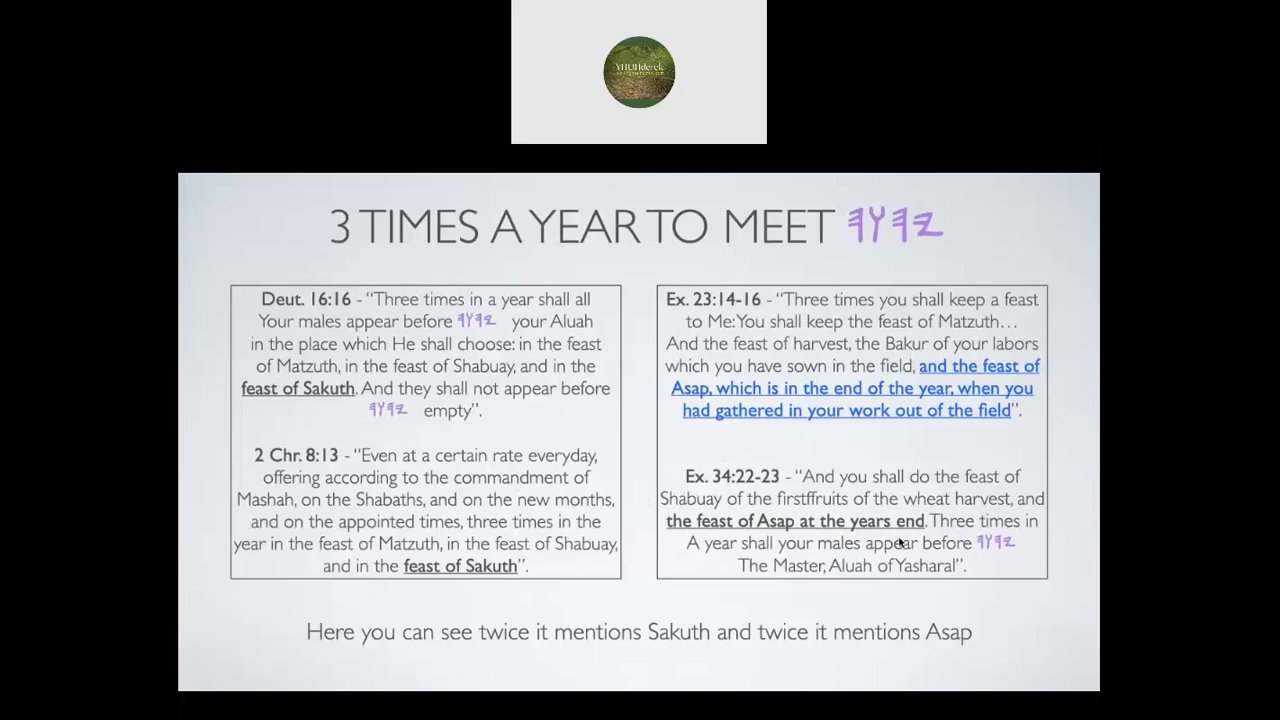 YHUHderek
3 TIMES A YEAR TO MEET 𐤉𐤄𐤅𐤄
Deut. 16:16 - “Three times in a year shall all
Your males appear before 𐤉𐤄𐤅𐤄 your Aluah
in the place which He shall choose: in the feast
of Matzuth, in the feast of Shabuay, and in the
feast of Sakuth. And they shall not appear before
𐤉𐤄𐤅𐤄 empty”.
2 Chr. 8:13 - “Even at a certain rate everyday,
offering according to the commandment of
Mashah, on the Shabaths, and on the new months,
and on the appointed times, three times in the
year in the feast of Matzuth, in the feast of Shabuay,
and in the feast of Sakuth”.
Ex. 23:14-16 - “Three times you shall keep a feast
to Me: You shall keep the feast of Matzuth…
And the feast of harvest, the Bakur of your labors
which you have sown in the field, and the feast of
Asap, which is in the end of the year, when you
had gathered in your work out of the field”.
Ex. 34:22-23 - “And you shall do the feast of
Shabuay of the firstffruits of the wheat harvest, and
the feast of Asap at the years end. Three times in
A year shall your males appear before 𐤉𐤄𐤅𐤄
The Master, Aluah of Yasharal”.
Here you can see twice it mentions Sakuth and twice it mentions Asap